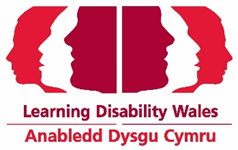 Learning Disability Wales
Anabledd Dysgu Cymru